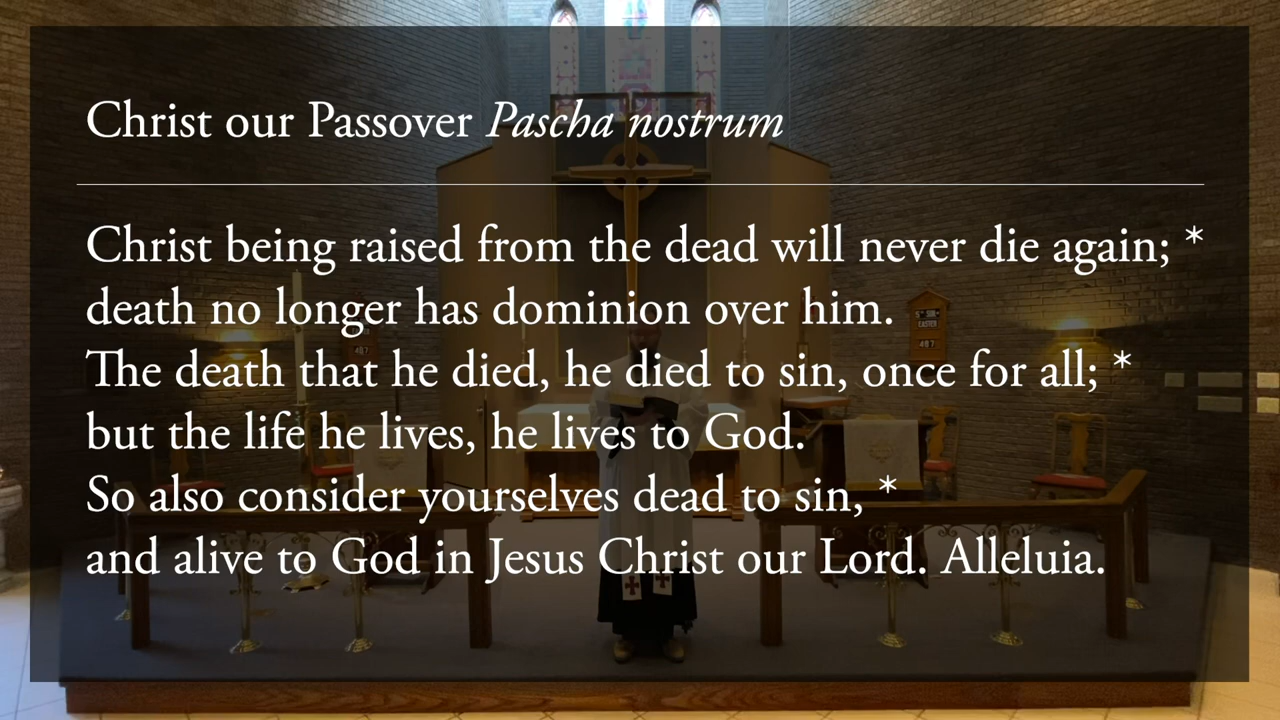 Christ our Passover Pascha nostrum
Christ being raised from the dead will never die again; *
death no longer has dominion over him.
The death that he died, he died to sin, once for all; *
but the life he lives, he lives to God.
So also consider yourselves dead to sin, *
and alive to God in Jesus Christ our Lord. Alleluia.
EASTER
487
487